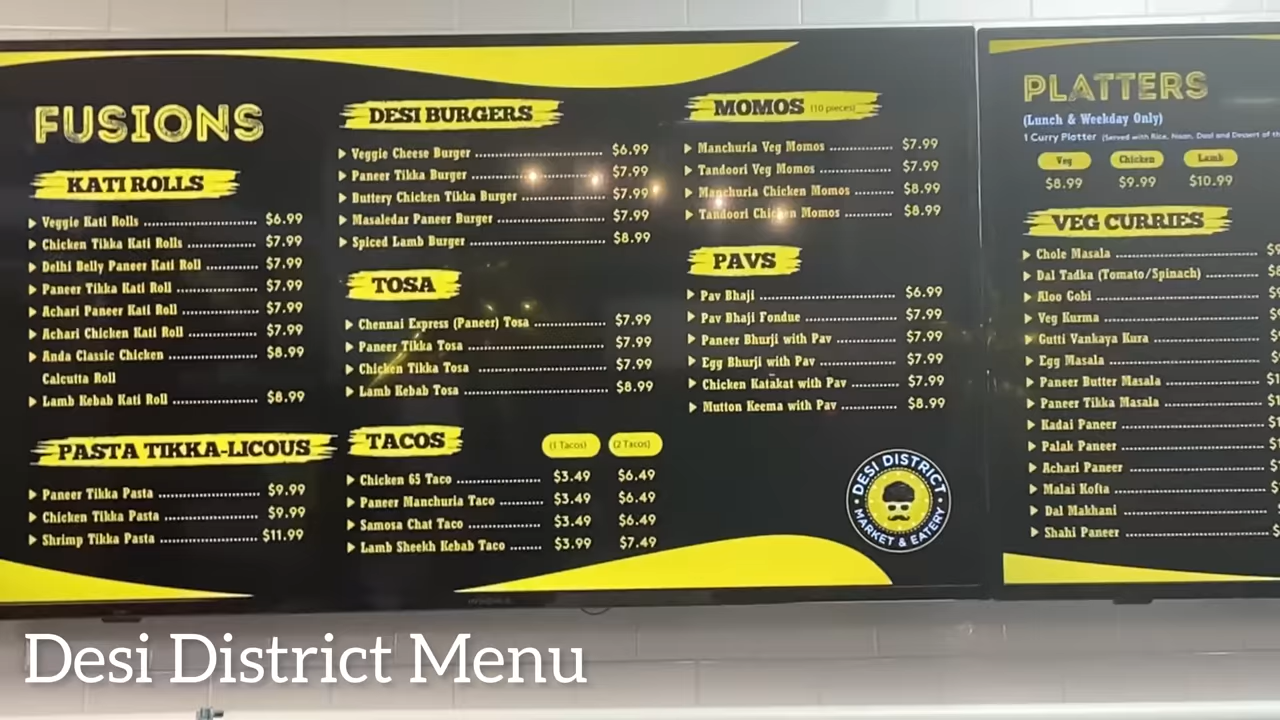 FUSIONS
KATI ROLLS
Veggie Kati Rolls $6.99
Chicken Tikka Kati Rolls $7.99
Delhi Belly Paneer Kati Roll $7.99
Paneer Tikka Kati Roll $7.99
Achari Paneer Kati Roll $7.99
Achari Chicken Kati Roll $7.99
Anda Classic Chicken $8.99
Calcutta Roll
Lamb Kebab Kati Roll $8.99
PASTA TIKKA-LICOUS
Paneer Tikka Pasta $9.99
Chicken Tikka Pasta $9.99
Shrimp Tikka Pasta $11.99
DESI BURGERS
Veggie Cheese Burger $6.99
Paneer Tikka Burger $7.99
Buttery Chicken Tikka Burger $7.99
Masaledar Paneer Burger $7.99
Spiced Lamb Burger $8.99
TOSA
Chennai Express (Paneer) Tosa $7.99
Paneer Tikka Tosa $7.99
Chicken Tikka Tosa $7.99
Lamb Kebab Tosa $8.99
TACOS (1 Tacos) (2 Tacos)
Chicken 65 Taco $3.49 $6.49
Paneer Manchuria Taco $3.49 $6.49
Samosa Chat Taco $3.49 $6.49
Lamb Sheekh Kebab Taco $3.99 $7.49
MOMOS (10 pieces)
Manchuria Veg Momos $7.99
Tandoori Veg Momos $7.99
Manchuria Chicken Momos $8.99
Tandoori Chicken Momos $8.99
PAVS
Pav Bhaji $6.99
Pav Bhaji Fondue $7.99
Paneer Bhurji with Pav $7.99
Egg Bhurji with Pav $7.99
Chicken Katakat with Pav $7.99
Mutton Keema with Pav $8.99
DESI DISTRICT
MARKET & EATERY
PLATTERS
(Lunch & Weekday Only)
1 Curry Platter (Served with Rice, Naan, Daal and Dessert of th
Veg Chicken Lamb
$8.99 $9.99 $10.99
VEG CURRIES
Chole Masala
Dal Tadka (Tomato/Spinach)
Aloo Gobi
Veg Kurma
Gutti Vankaya Kura
Egg Masala
Paneer Butter Masala
Paneer Tikka Masala
Kadai Paneer
Palak Paneer
Achari Paneer
Malai Kofta
Dal Makhani
Shahi Paneer
Desi District Menu